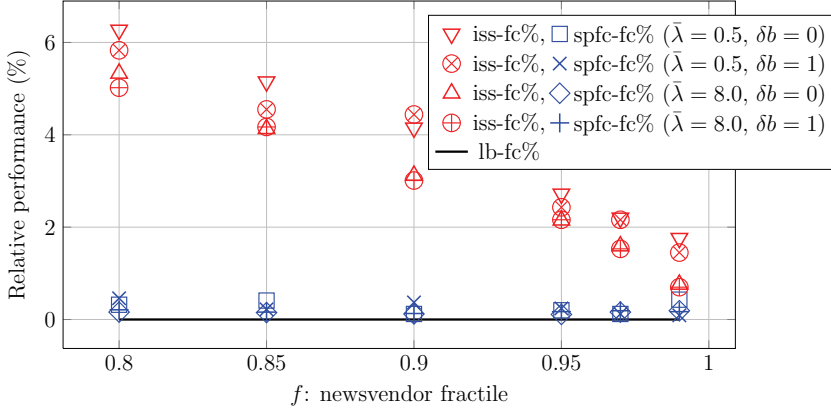 iss-fc%, spfc-fc% (λ̄ = 0.5, δb = 0)
iss-fc%, spfc-fc% (λ̄ = 0.5, δb = 1)
iss-fc%, spfc-fc% (λ̄ = 8.0, δb = 0)
iss-fc%, spfc-fc% (λ̄ = 8.0, δb = 1)
lb-fc%
Relative performance (%)
6
4
2
0
0.8 0.85 0.9 0.95 1
f: newsvendor fractile